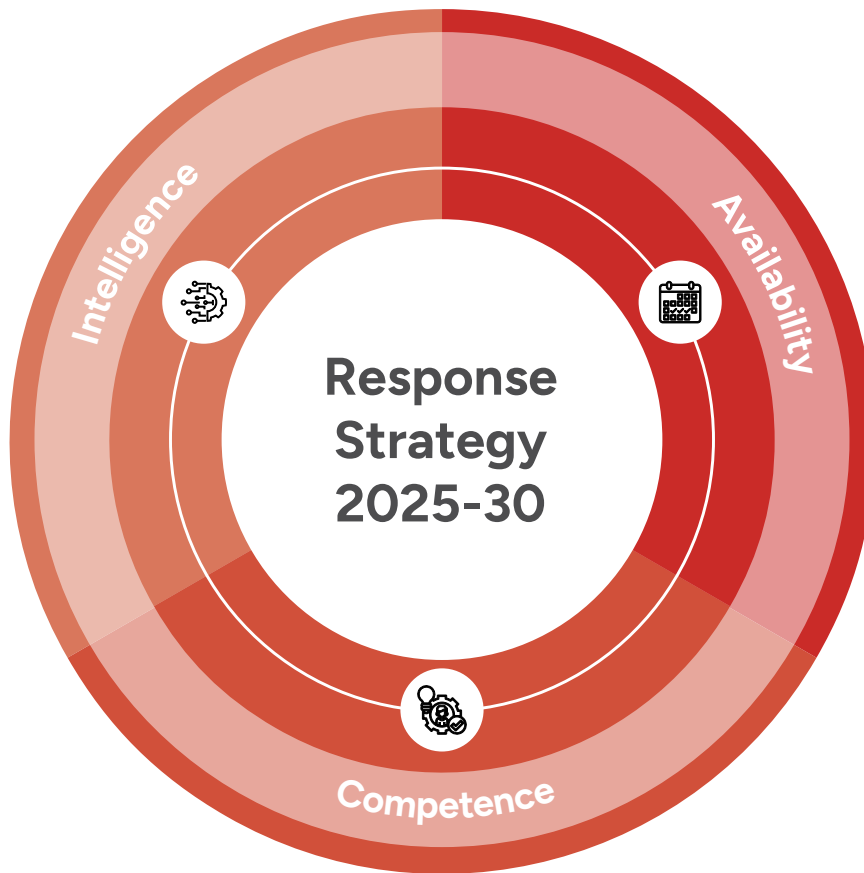 Intelligence
Availability
Response
Strategy
2025-30
Competence